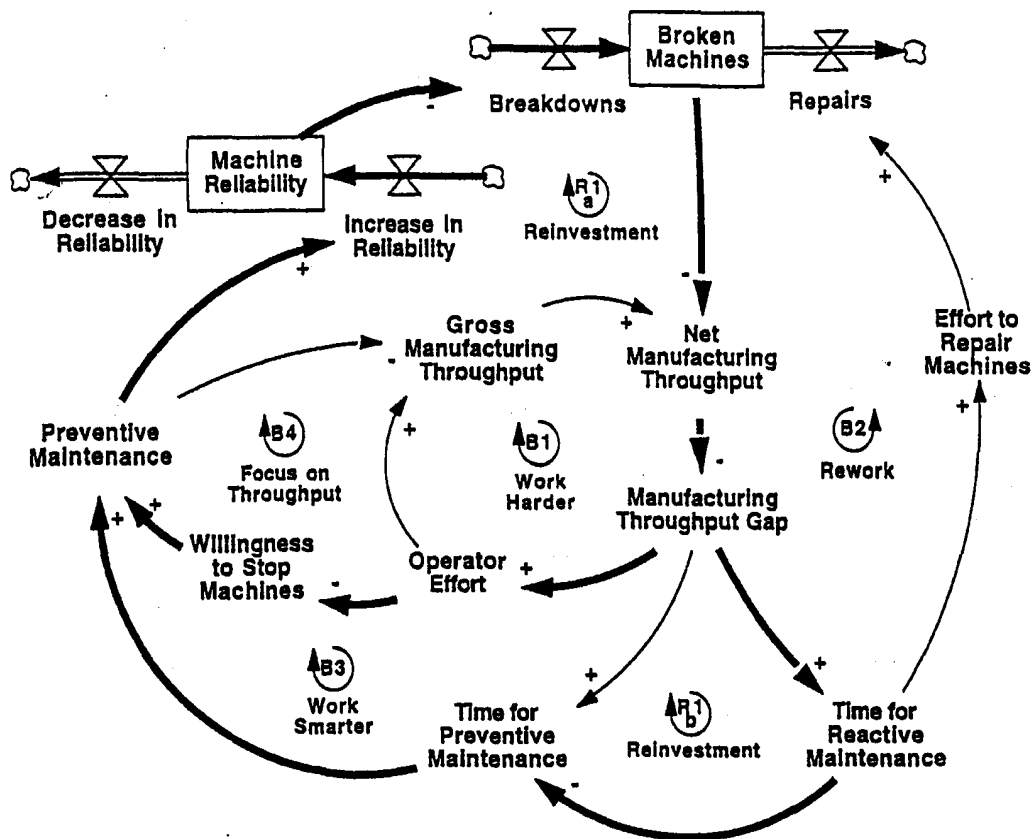 Broken
Machines
Breakdowns
Repairs
-
Machine
Reliability
Decrease in
Reliability
Increase in
Reliability
R1
a
Reinvestment
+
+
-
Gross
Manufacturing
Throughput
+
Net
Manufacturing
Throughput
Effort to
Repair
Machines
-
+
+
Preventive
Maintenance
B4
Focus on
Throughput
B1
Work
Harder
B2
Rework
-
Manufacturing
Throughput Gap
+
+
Willingness
to Stop
Machines
-
Operator
Effort
+
B3
Work
Smarter
+
+
Time for
Preventive
Maintenance
R1
b
Reinvestment
Time for
Reactive
Maintenance
-